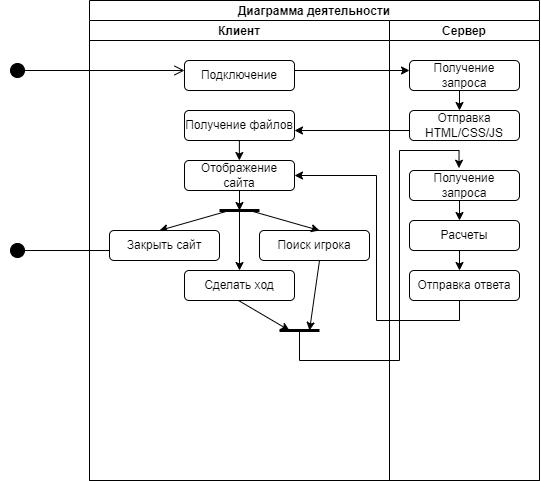 Диаграмма деятельности
Клиент
Сервер
Подключение
Получение
запроса
Получение файлов
Отправка
HTML/CSS/JS
Отображение
сайта
Получение
запроса
Закрыть сайт
Поиск игрока
Расчеты
Сделать ход
Отправка ответа